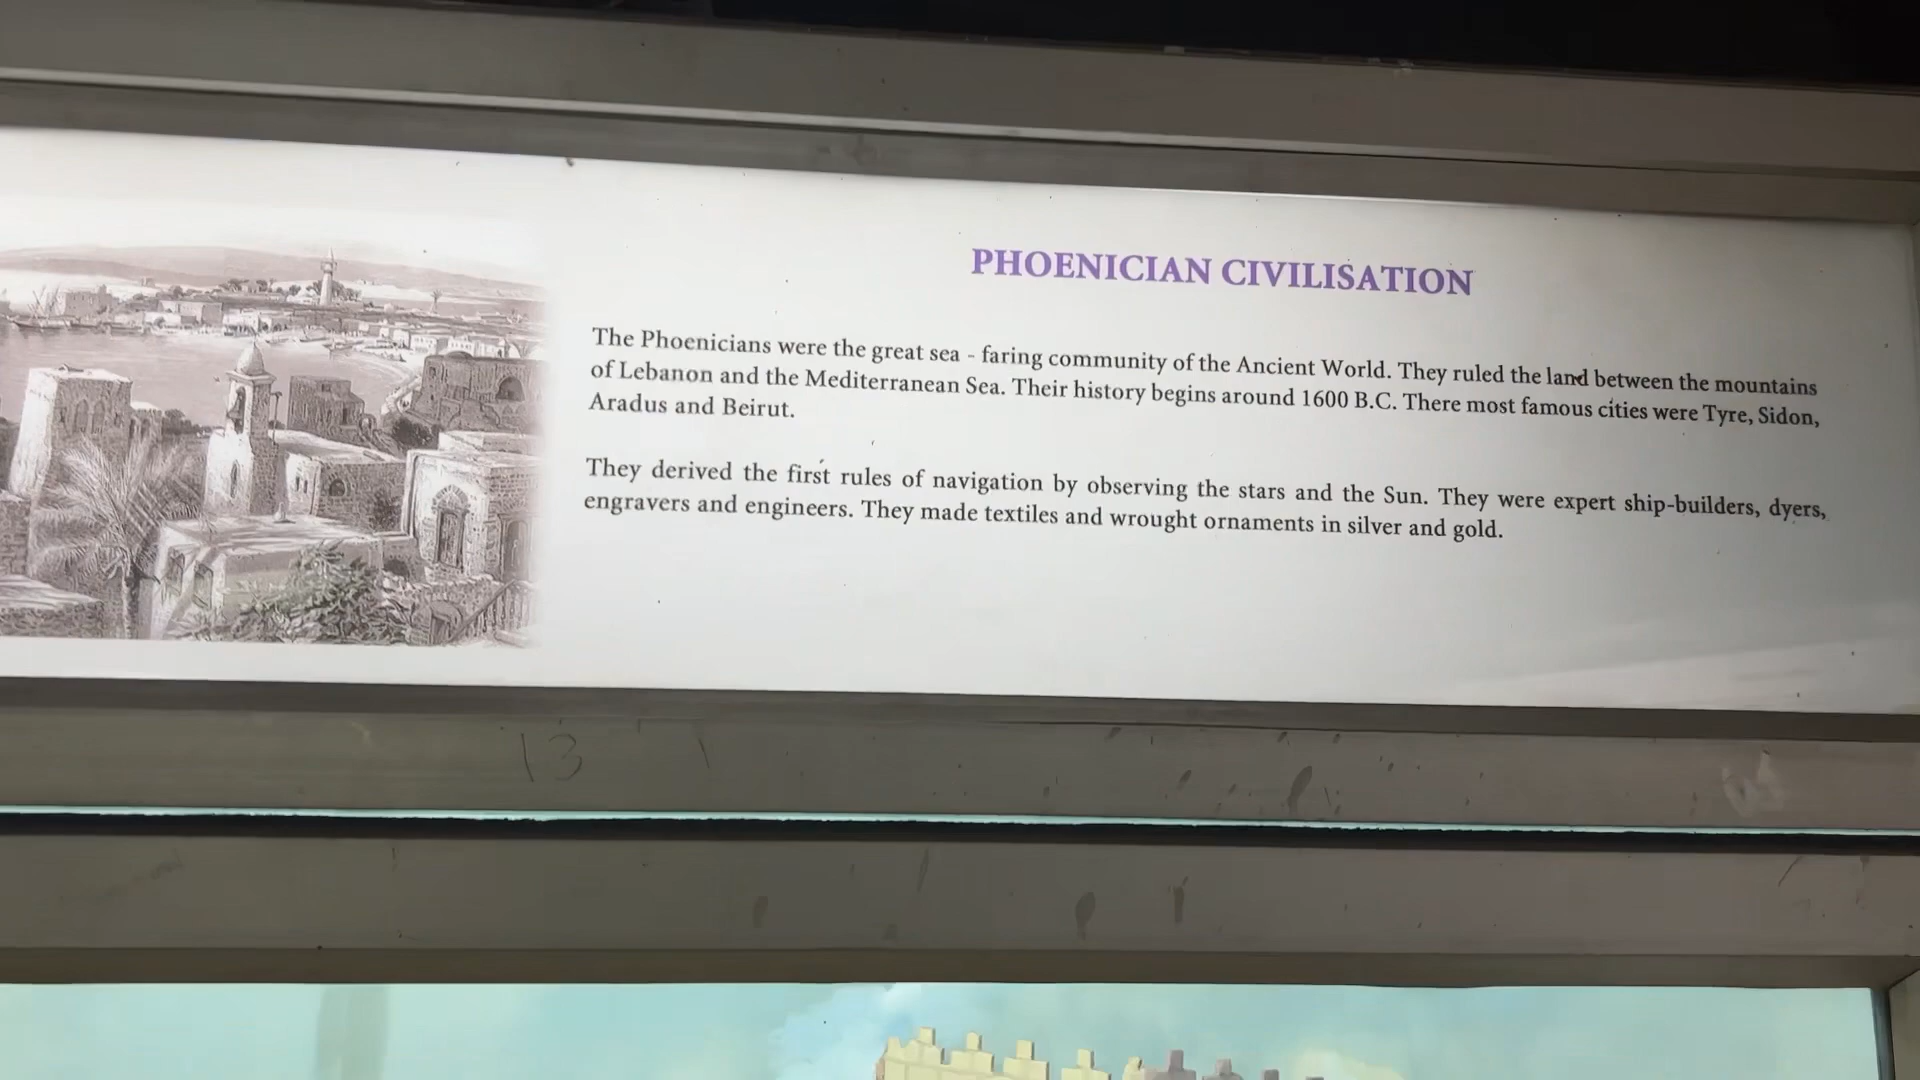 PHOENICIAN CIVILISATION
The Phoenicians were the great sea - faring community of the Ancient World. They ruled the land between the mountains
of Lebanon and the Mediterranean Sea. Their history begins around 1600 B.C. There most famous cities were Tyre, Sidon,
Aradus and Beirut.
They derived the first rules of navigation by observing the stars and the Sun. They were expert ship-builders, dyers,
engravers and engineers. They made textiles and wrought ornaments in silver and gold.
13